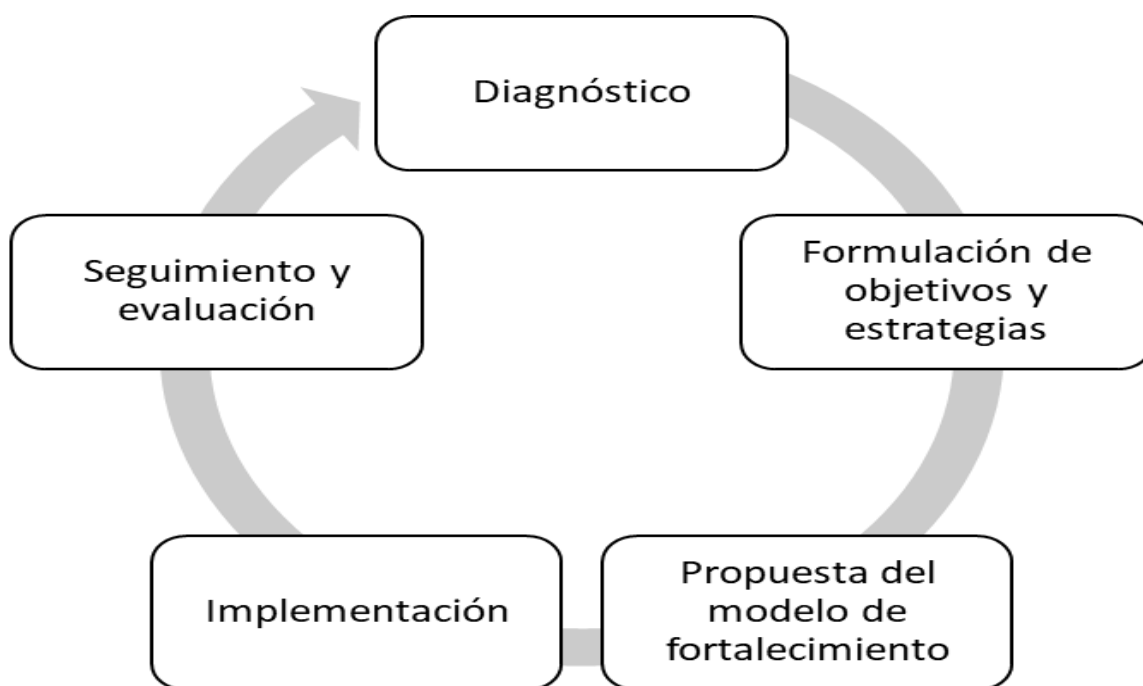 Diagnóstico
Formulación de
objetivos y
estrategias
Propuesta del
modelo de
fortalecimiento
Implementación
Seguimiento y
evaluación